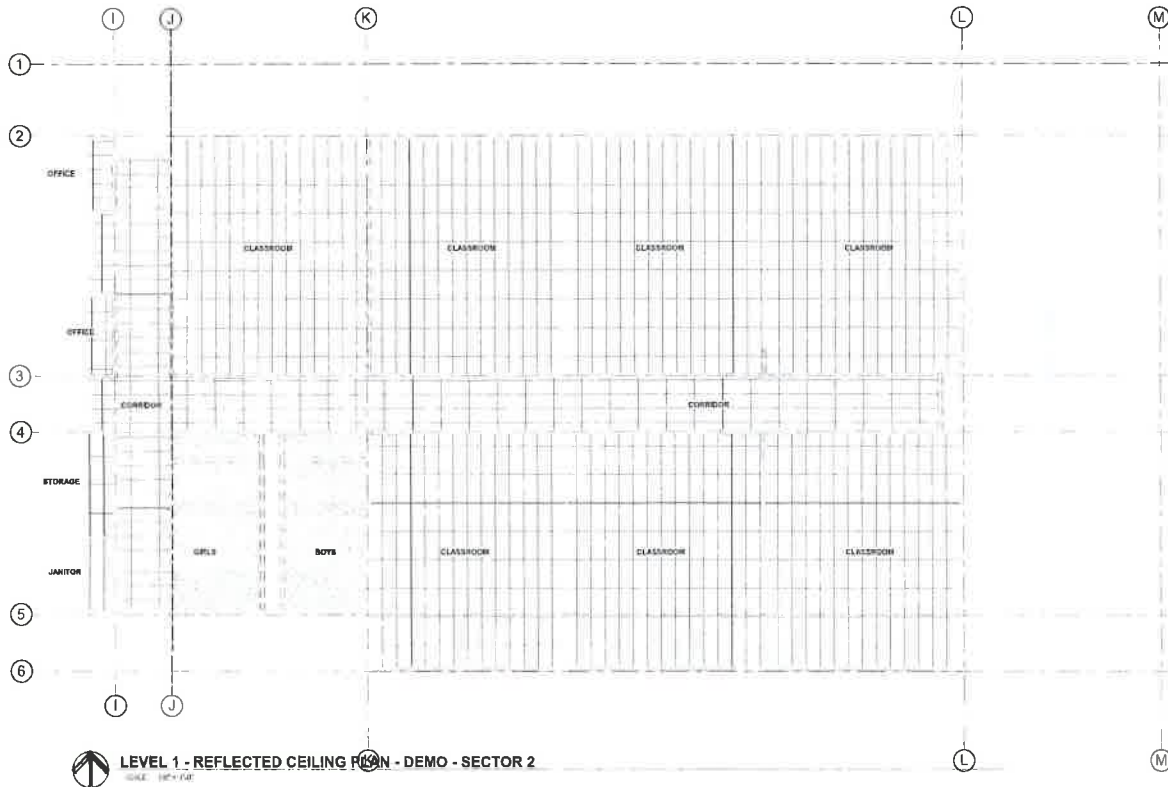 I J K L M
1
2
OFFICE
CLASSROOM CLASSROOM CLASSROOM CLASSROOM
OFFICE
3
CORRIDOR CORRIDOR
4
STORAGE
GIRLS BOYS CLASSROOM CLASSROOM CLASSROOM
JANITOR
5
6
I J
LEVEL 1 - REFLECTED CEILING PLAN - DEMO - SECTOR 2
K L M